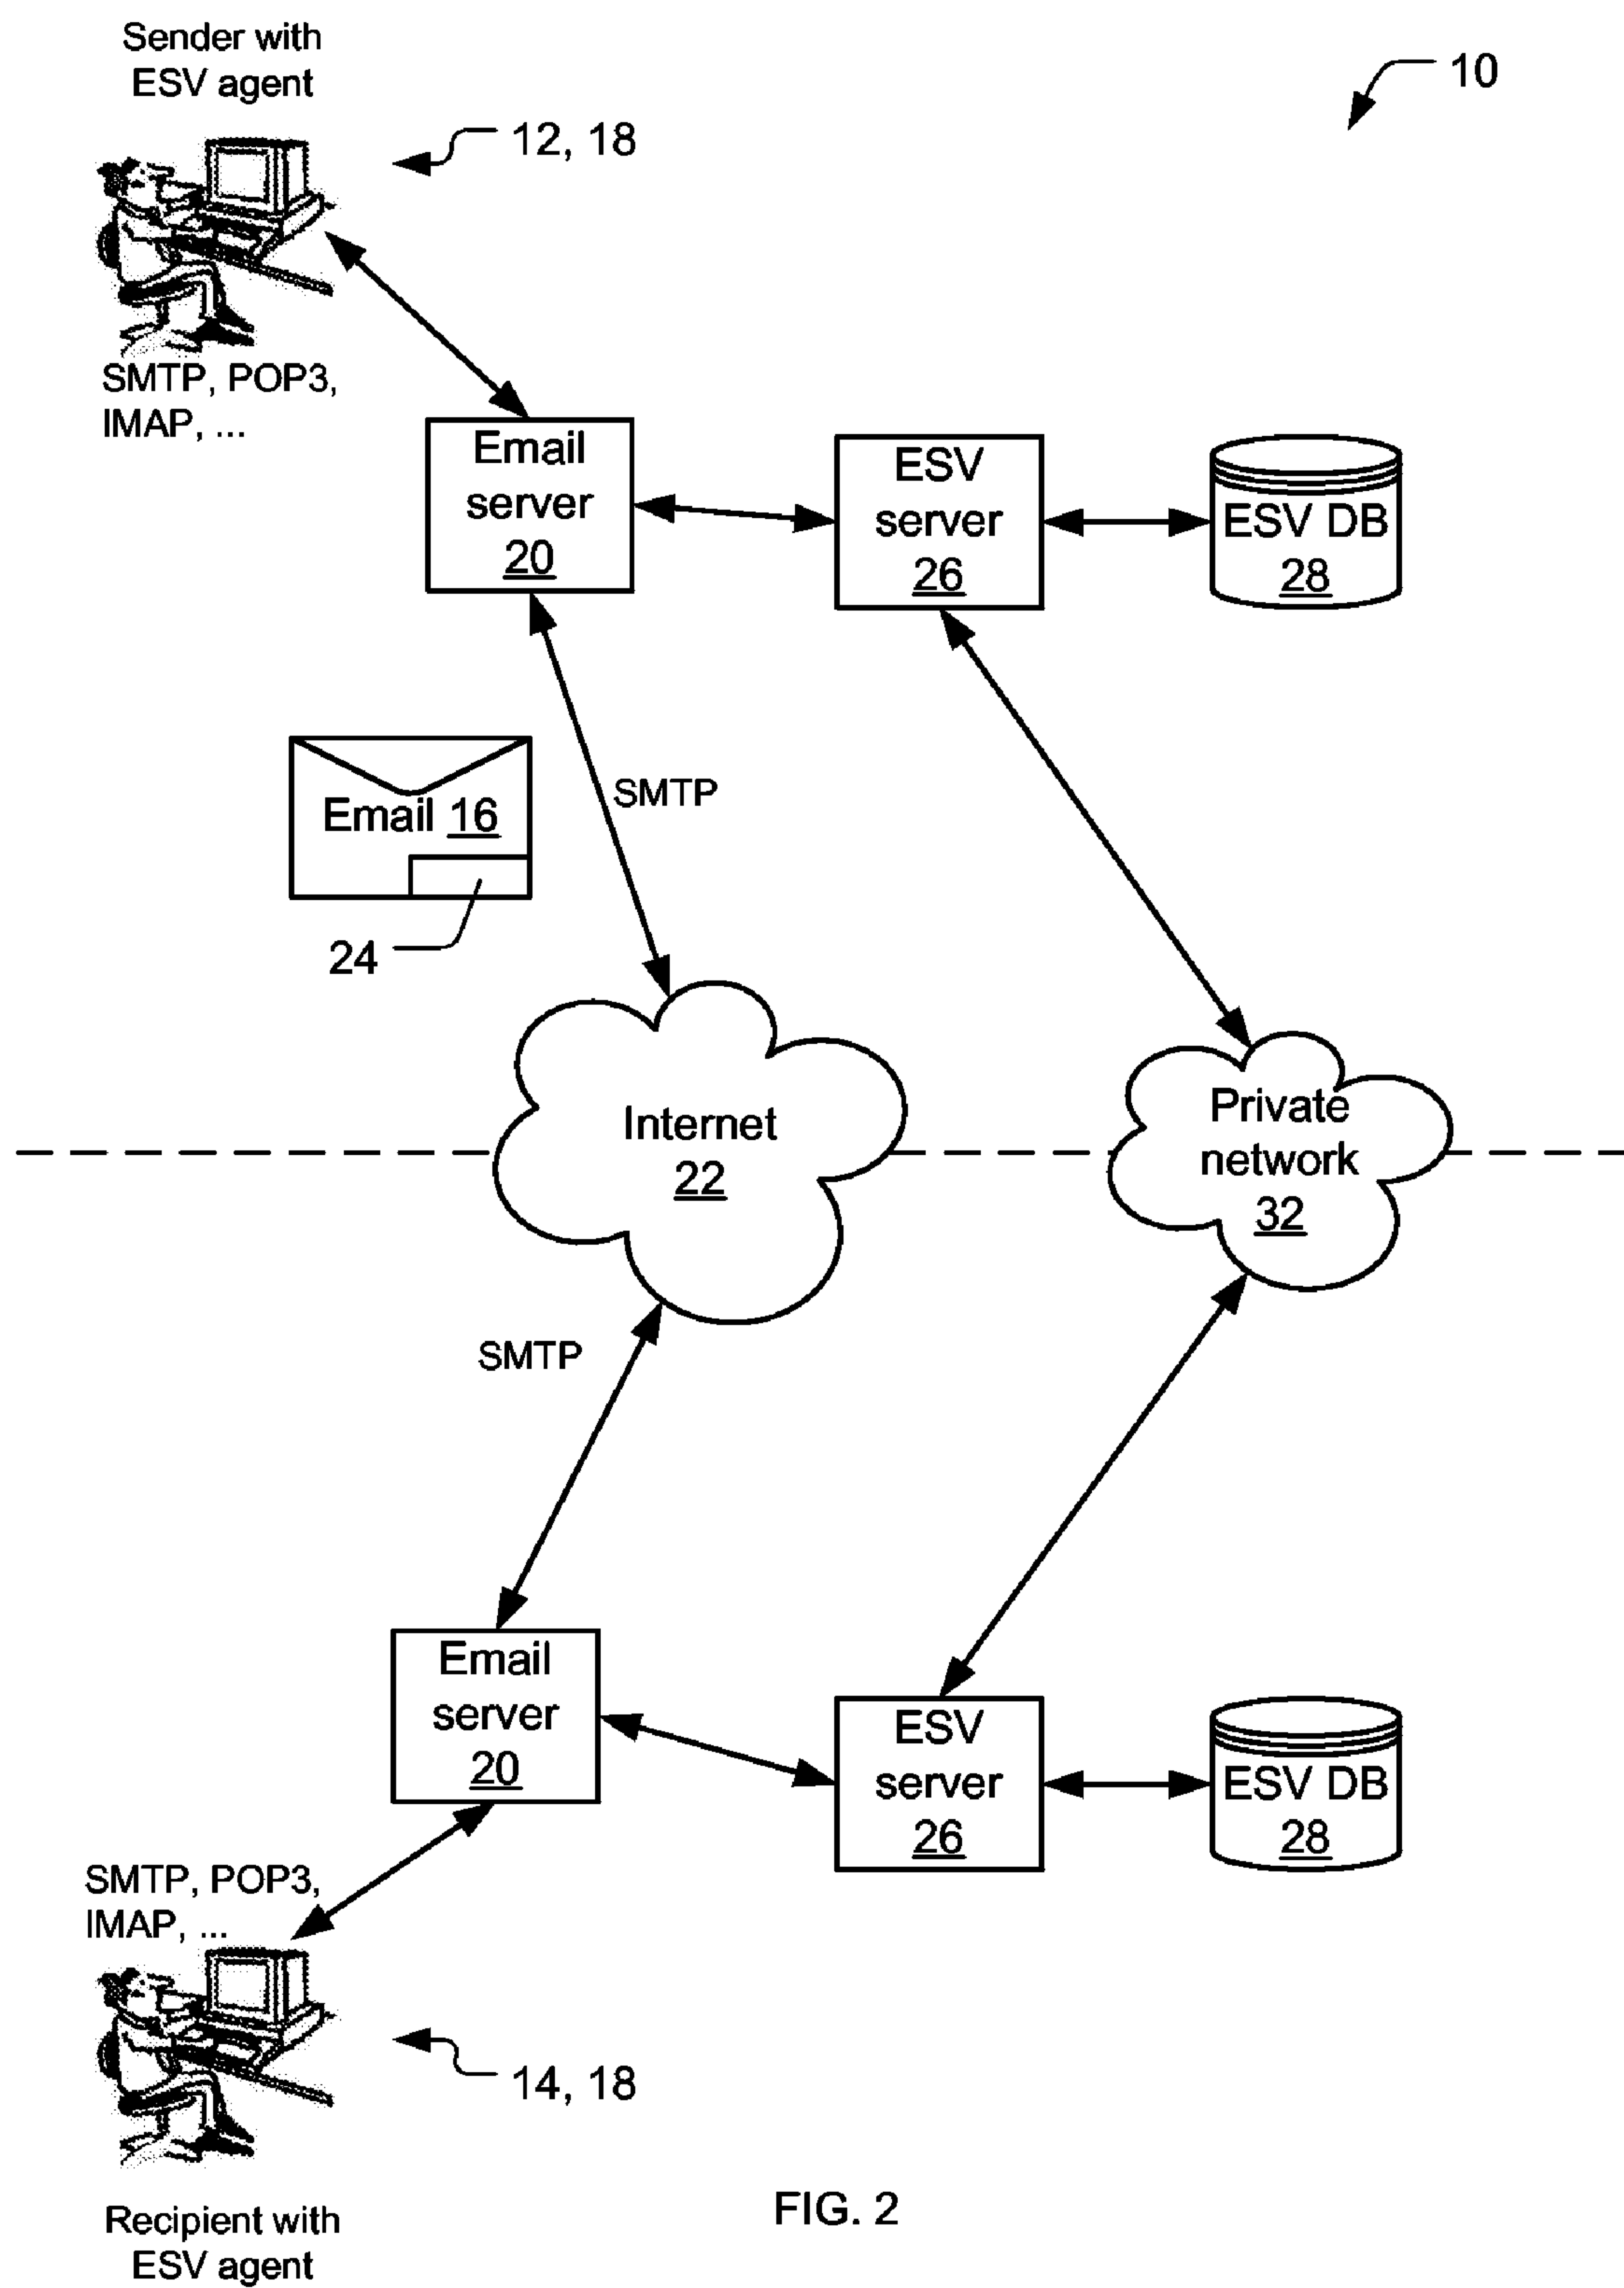 Sender with
ESV agent
10
12, 18
SMTP, POP3,
IMAP, ...
Email
server
20
ESV
server
26
ESV DB
28
SMTP
Email 16
24
Internet
22
Private
network
32
SMTP
Email
server
20
ESV
server
26
ESV DB
28
SMTP, POP3,
IMAP, ...
14, 18
Recipient with
ESV agent
FIG. 2